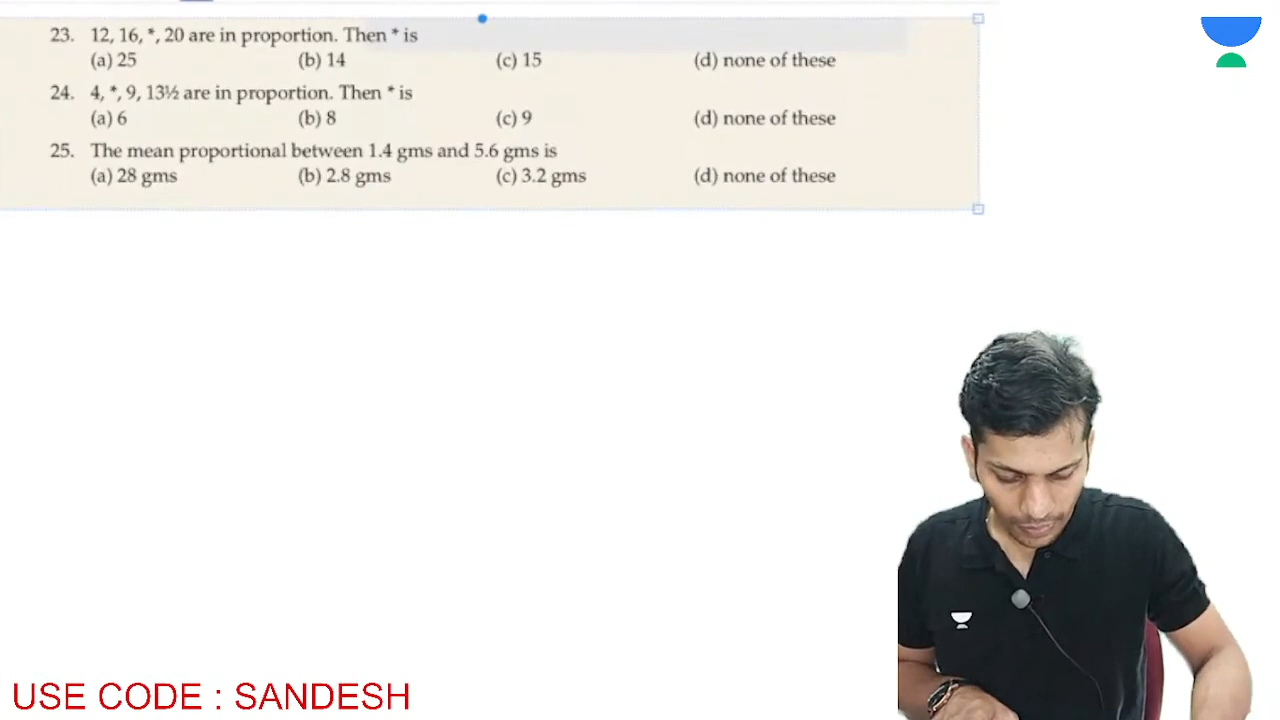 23. 12, 16, *, 20 are in proportion. Then * is
(a) 25 (b) 14 (c) 15 (d) none of these
24. 4, *, 9, 13½ are in proportion. Then * is
(a) 6 (b) 8 (c) 9 (d) none of these
25. The mean proportional between 1.4 gms and 5.6 gms is
(a) 28 gms (b) 2.8 gms (c) 3.2 gms (d) none of these
USE CODE : SANDESH